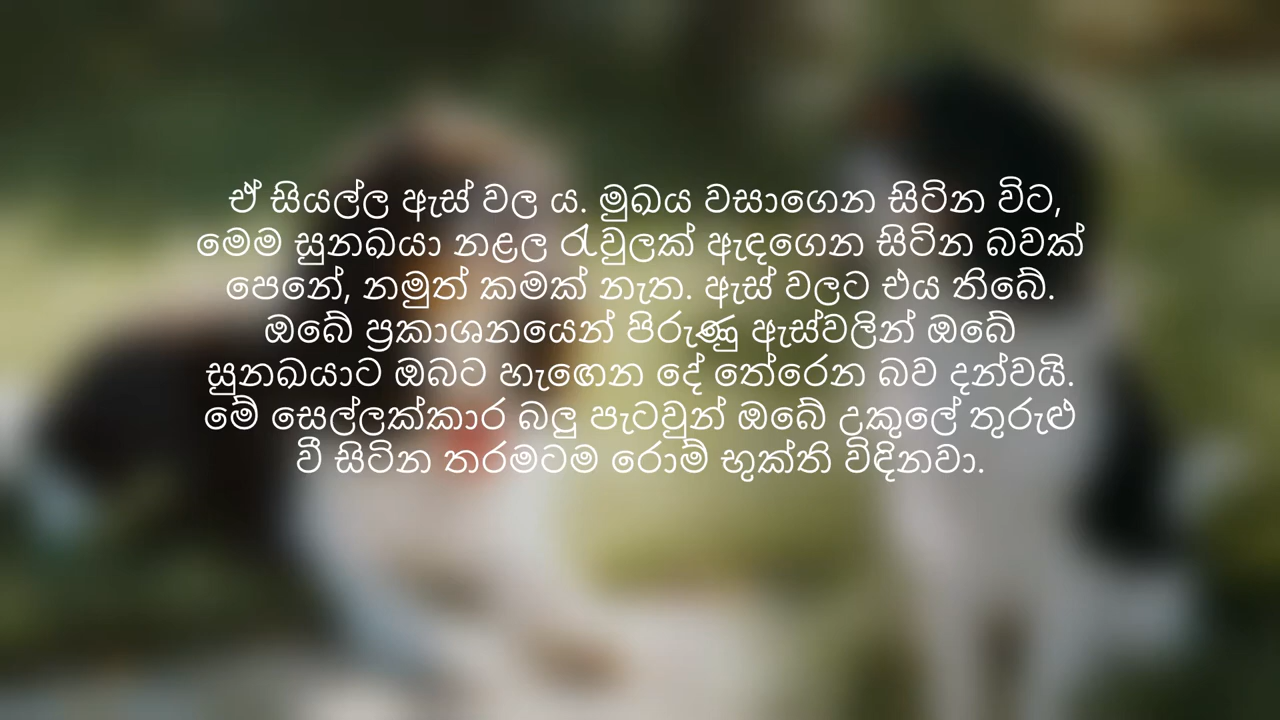 ඒ සියල්ල ඇස් වල ය. මුඛය වසාගෙන සිටින විට,
මෙම සුනඛයා නළල රැවුලක් ඇඳගෙන සිටින බවක්
පෙනේ, නමුත් කමක් නැත. ඇස් වලට එය තිබේ.
ඔබේ ප්‍රකාශනයෙන් පිරුණු ඇස්වලින් ඔබේ
සුනඛයාට ඔබට හැඟෙන දේ තේරෙන බව දන්වයි.
මේ සෙල්ලක්කාර බලු පැටවුන් ඔබේ උකුලේ තුරුළු
වී සිටින තරමටම රොම් භුක්ති විඳිනවා.